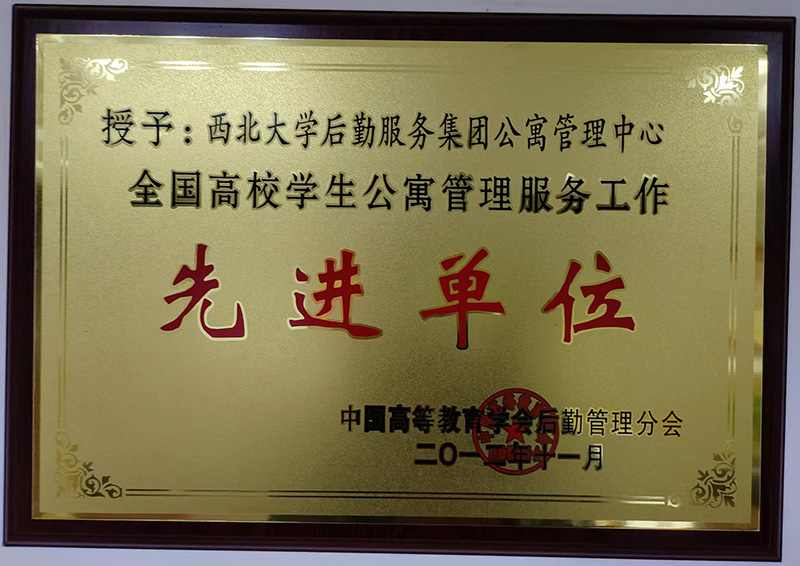 授予：西北大学后勤服务集团公寓管理中心
全国高校学生公寓管理服务工作
先进单位
中国高等教育学会后勤管理分会
二〇一二年十一月